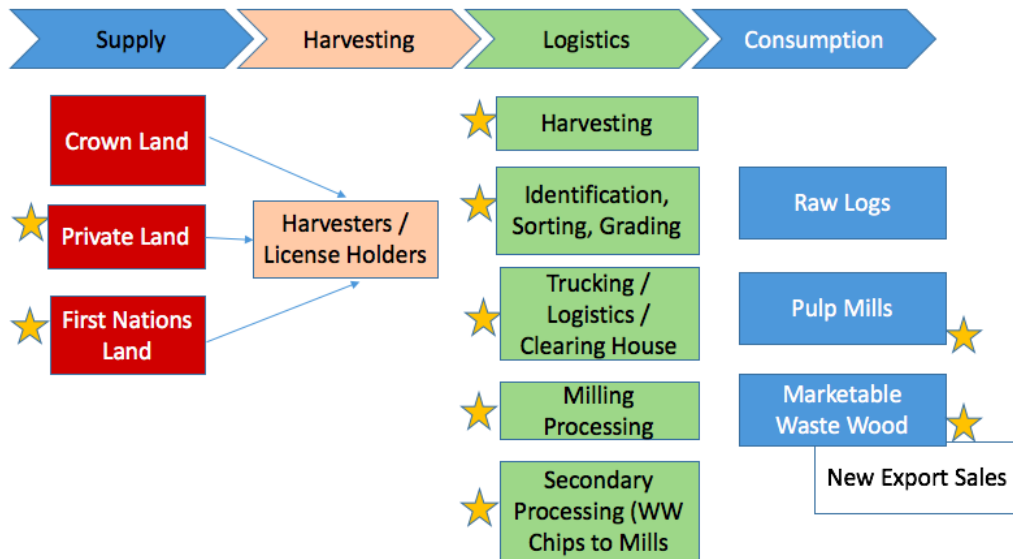 Supply
Harvesting
Logistics
Consumption
Crown Land
Private Land
First Nations
Land
Harvesters /
License Holders
Harvesting
Identification,
Sorting, Grading
Trucking /
Logistics /
Clearing House
Milling
Processing
Secondary
Processing (WW
Chips to Mills
Raw Logs
Pulp Mills
Marketable
Waste Wood
New Export Sales